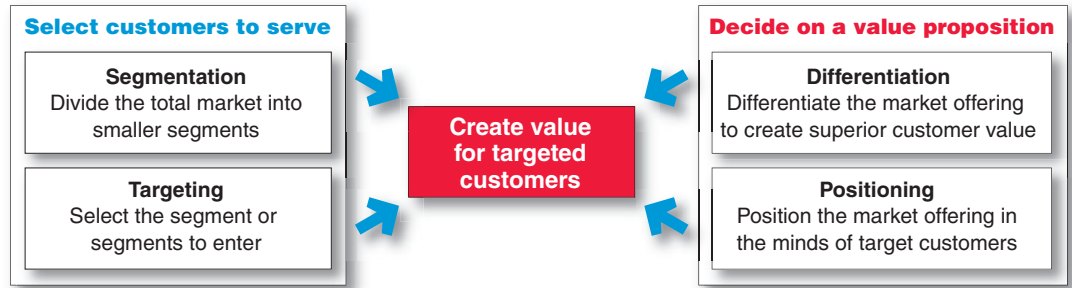 Select customers to serve
Segmentation
Divide the total market into
smaller segments
Targeting
Select the segment or
segments to enter
Create value
for targeted
customers
Decide on a value proposition
Differentiation
Differentiate the market offering
to create superior customer value
Positioning
Position the market offering in
the minds of target customers